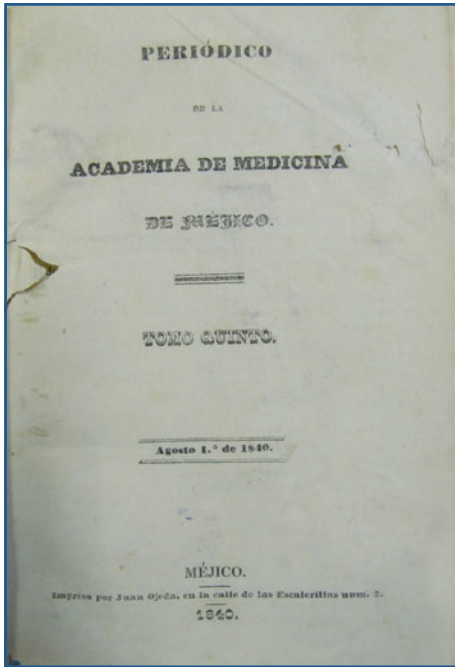 PERIÓDICO
DE LA
ACADEMIA DE MEDICINA
DE MÉJICO.
TOMO QUINTO.
Agosto 1.º de 1840.
MÉJICO.
Impreso por Juan Ojeda, en la calle de las Escalerillas num. 2.
1840.